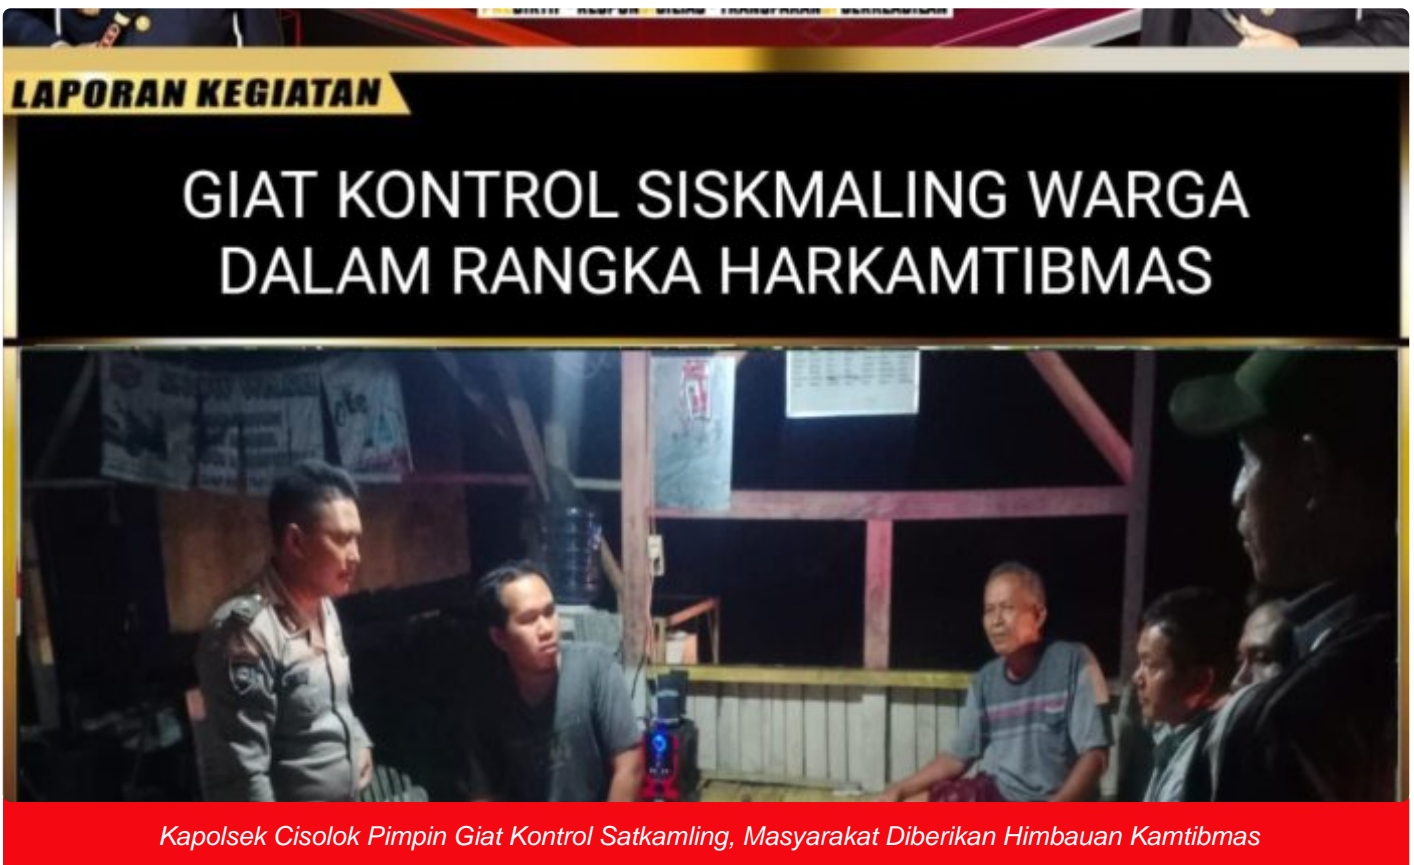 LAPORAN KEGIATAN
GIAT KONTROL SISKMALING WARGA
DALAM RANGKA HARKAMTIBMAS
Kapolsek Cisolok Pimpin Giat Kontrol Satkamling, Masyarakat Diberikan Himbauan Kamtibmas